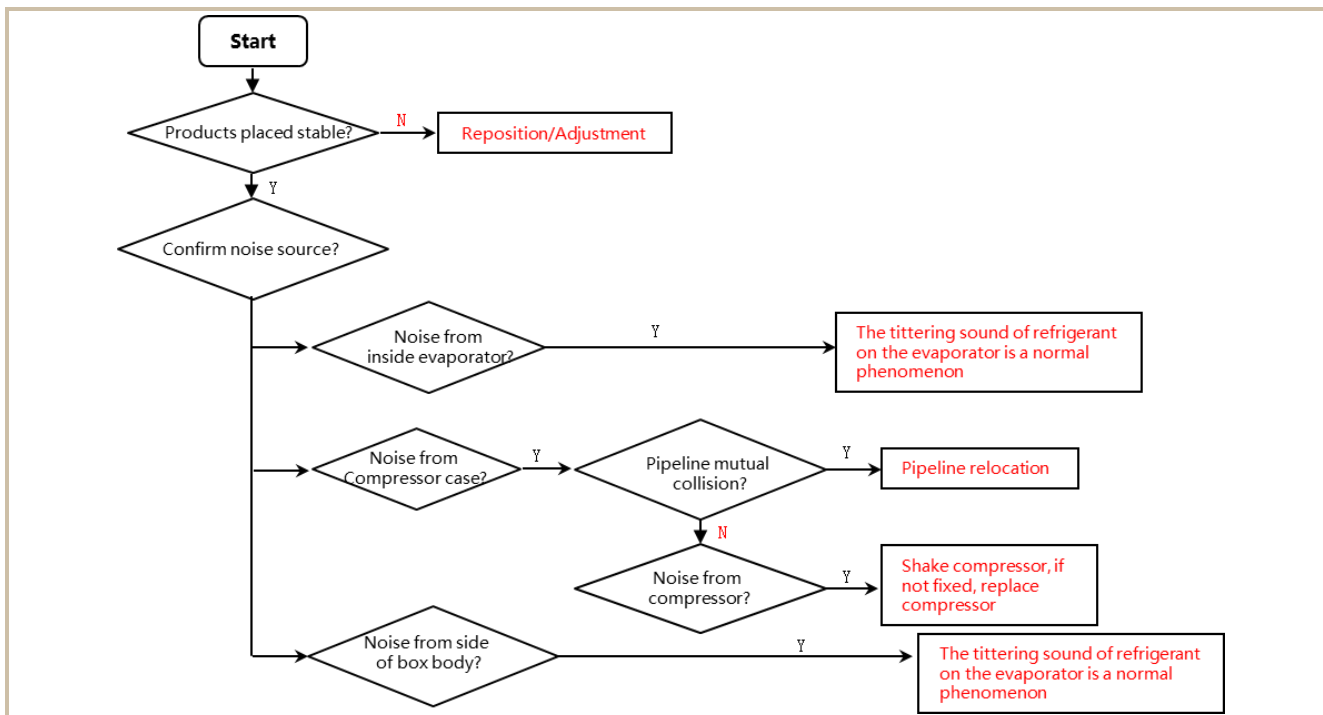 Start
Products placed stable?
N
Reposition/Adjustment
Y
Confirm noise source?
Noise from
inside evaporator?
Y
The tittering sound of refrigerant
on the evaporator is a normal
phenomenon
Noise from
Compressor case?
Y
Pipeline mutual
collision?
Y
Pipeline relocation
N
Noise from
compressor?
Y
Shake compressor, if
not fixed, replace
compressor
Noise from side
of box body?
Y
The tittering sound of refrigerant
on the evaporator is a normal
phenomenon